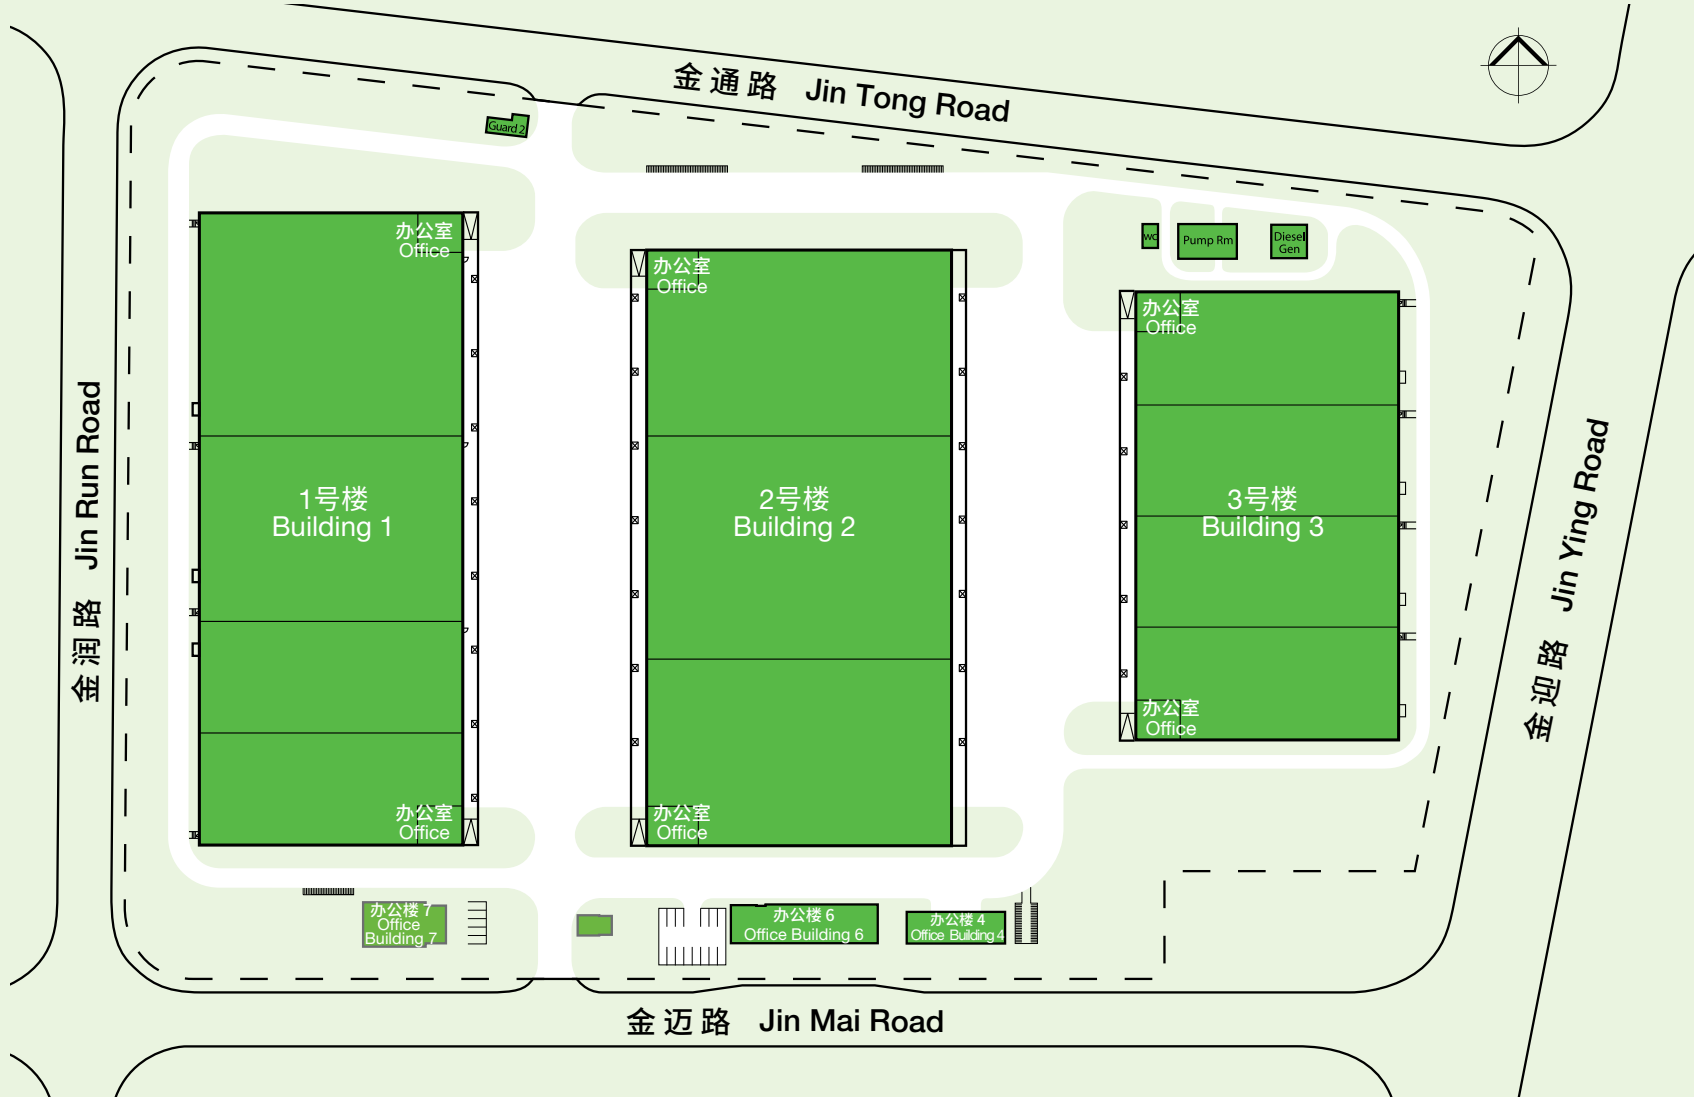 金通路 Jin Tong Road
Guard 2
办公室
Office
办公室
Office
WC
Pump Rm
Diesel
Gen
办公室
Office
金润路 Jin Run Road
1号楼
Building 1
2号楼
Building 2
3号楼
Building 3
金迎路 Jin Ying Road
办公室
Office
办公室
Office
办公室
Office
办公楼 7
Office
Building 7
办公楼 6
Office Building 6
办公楼 4
Office Building 4
金迈路 Jin Mai Road